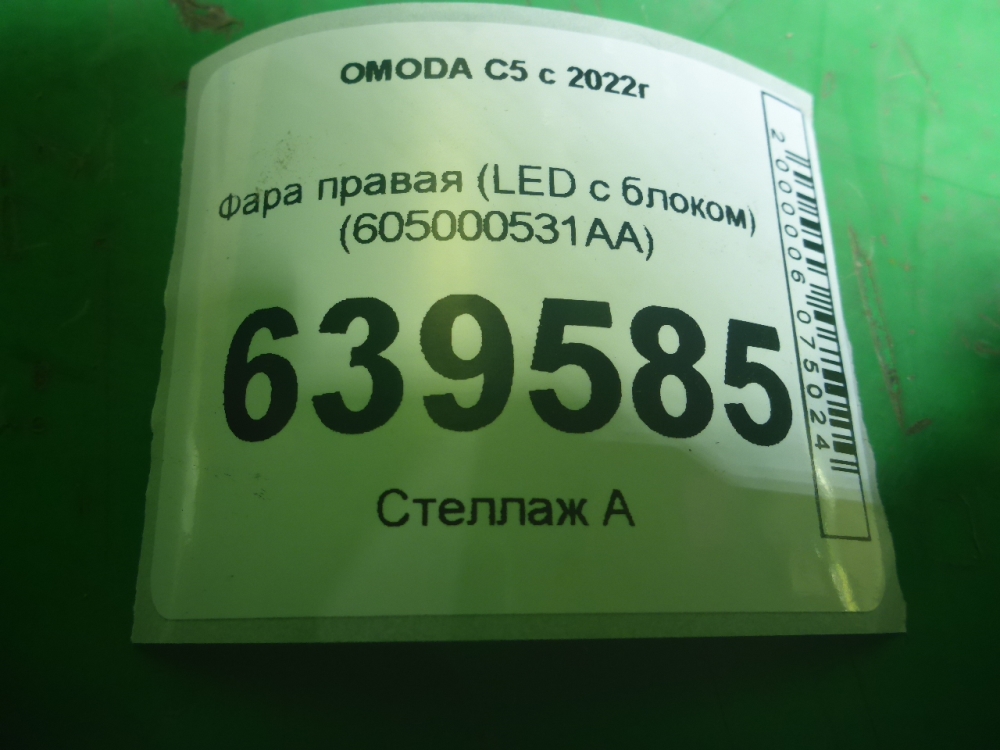 OMODA C5 с 2022г
Фара правая (LED с блоком)
(605000531AA)
639585
Стеллаж А
2000006075024